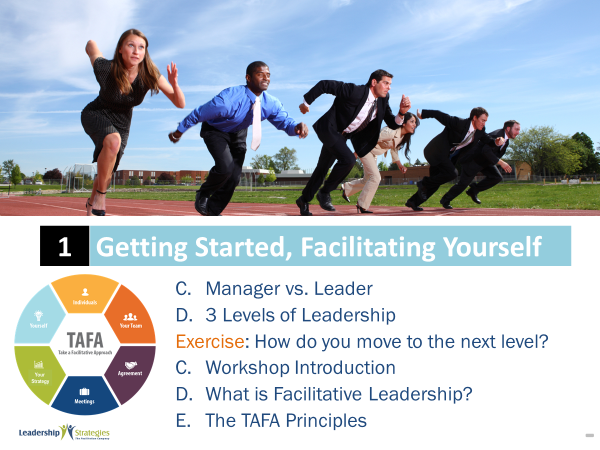 1 Getting Started, Facilitating Yourself
C. Manager vs. Leader
D. 3 Levels of Leadership
Exercise: How do you move to the next level?
C. Workshop Introduction
D. What is Facilitative Leadership?
E. The TAFA Principles
Individuals
Yourself
Your Team
TAFA
Take a Facilitative Approach
Your
Strategy
Agreement
Meetings
Leadership Strategies
The Facilitation Company